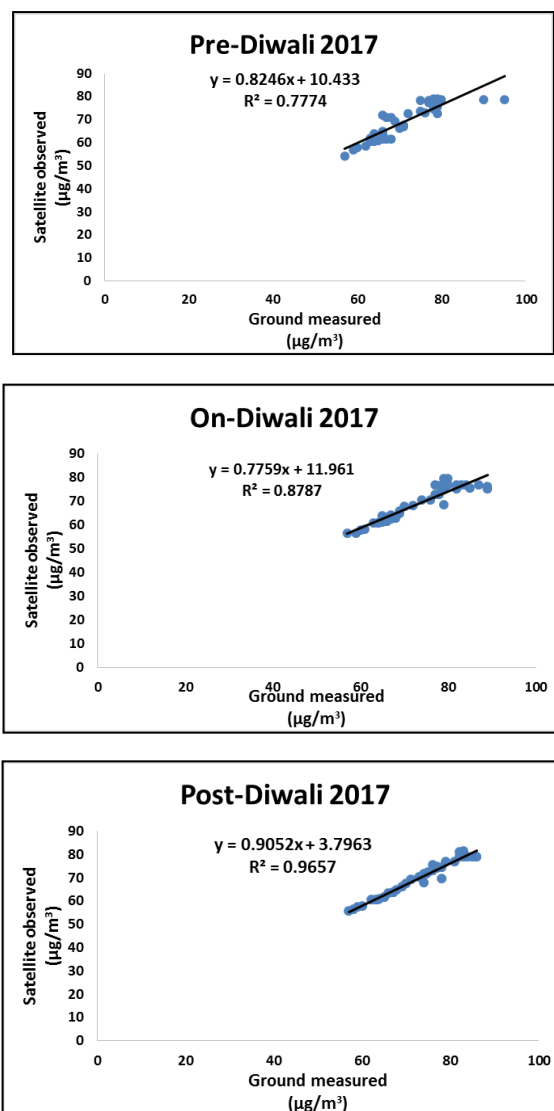 Pre-Diwali 2017
y = 0.8246x + 10.433
R² = 0.7774
Satellite observed
(µg/m³)
90
80
70
60
50
40
30
20
10
0
0 20 40 60 80 100
Ground measured
(µg/m³)
On-Diwali 2017
y = 0.7759x + 11.961
R² = 0.8787
Satellite observed
(µg/m³)
90
80
70
60
50
40
30
20
10
0
0 20 40 60 80 100
Ground measured
(µg/m³)
Post-Diwali 2017
y = 0.9052x + 3.7963
R² = 0.9657
Satellite observed
(µg/m³)
90
80
70
60
50
40
30
20
10
0
0 20 40 60 80 100
Ground measured
(µg/m³)